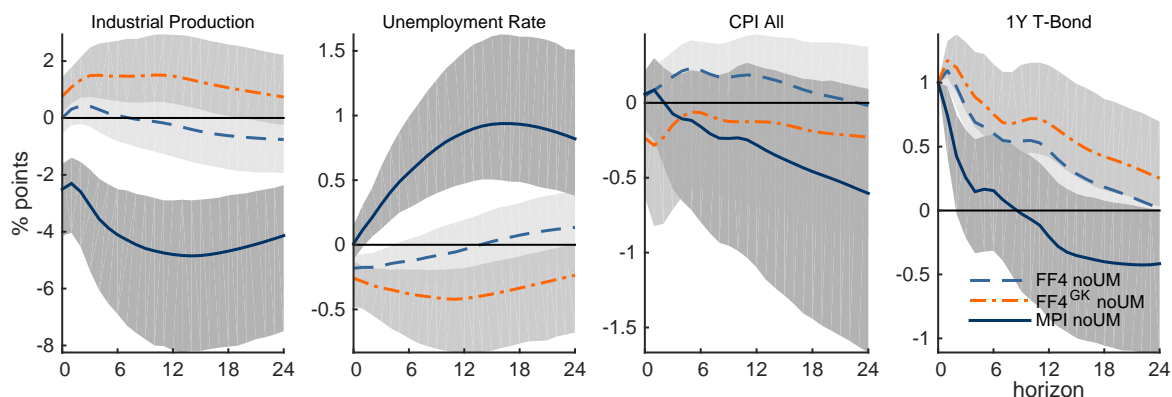 Industrial Production
Unemployment Rate
CPI All
1Y T-Bond
% points
2
0
-2
-4
-6
-8
0 6 12 18 24
1.5
1
0.5
0
-0.5
0 6 12 18 24
0
-0.5
-1
-1.5
0 6 12 18 24
1
0.5
0
-0.5
-1
0 6 12 18 24
FF4 noUM
FF4GK noUM
MPI noUM
horizon